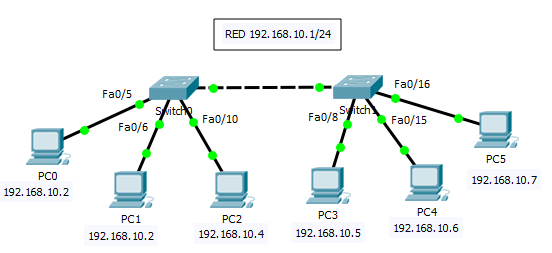 RED 192.168.10.1/24
Fa0/5
Switch0
Fa0/6
Fa0/10
Switch1
Fa0/16
Fa0/8
Fa0/15
PC0
192.168.10.2
PC1
192.168.10.2
PC2
192.168.10.4
PC3
192.168.10.5
PC4
192.168.10.6
PC5
192.168.10.7